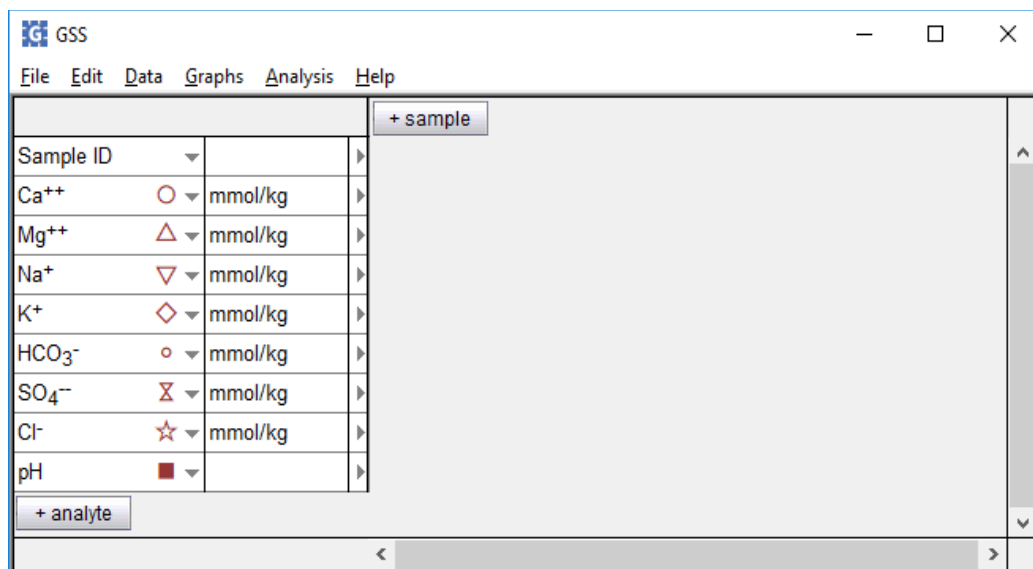 GSS
File Edit Data Graphs Analysis Help
+ sample
Sample ID
Ca++ mmol/kg
Mg++ mmol/kg
Na+ mmol/kg
K+ mmol/kg
HCO3- mmol/kg
SO4-- mmol/kg
Cl- mmol/kg
pH
+ analyte